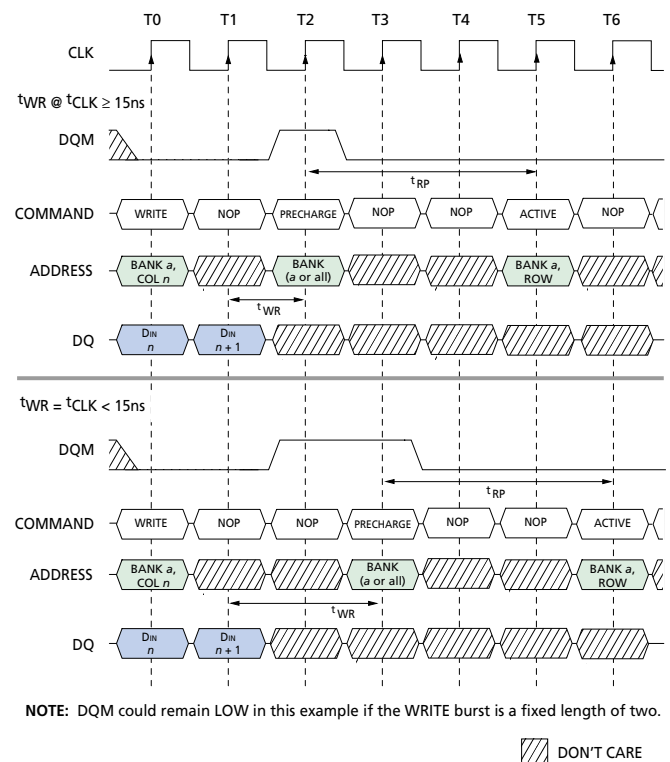 T0 T1 T2 T3 T4 T5 T6
CLK
tWR @ tCLK ≥ 15ns
DQM
tRP
COMMAND WRITE NOP PRECHARGE NOP NOP ACTIVE NOP
ADDRESS BANK a, COL n BANK (a or all) BANK a, ROW
tWR
DQ DIN n DIN n + 1
tWR = tCLK < 15ns
DQM
tRP
COMMAND WRITE NOP NOP PRECHARGE NOP NOP ACTIVE
ADDRESS BANK a, COL n BANK (a or all) BANK a, ROW
tWR
DQ DIN n DIN n + 1
NOTE: DQM could remain LOW in this example if the WRITE burst is a fixed length of two.
DON'T CARE